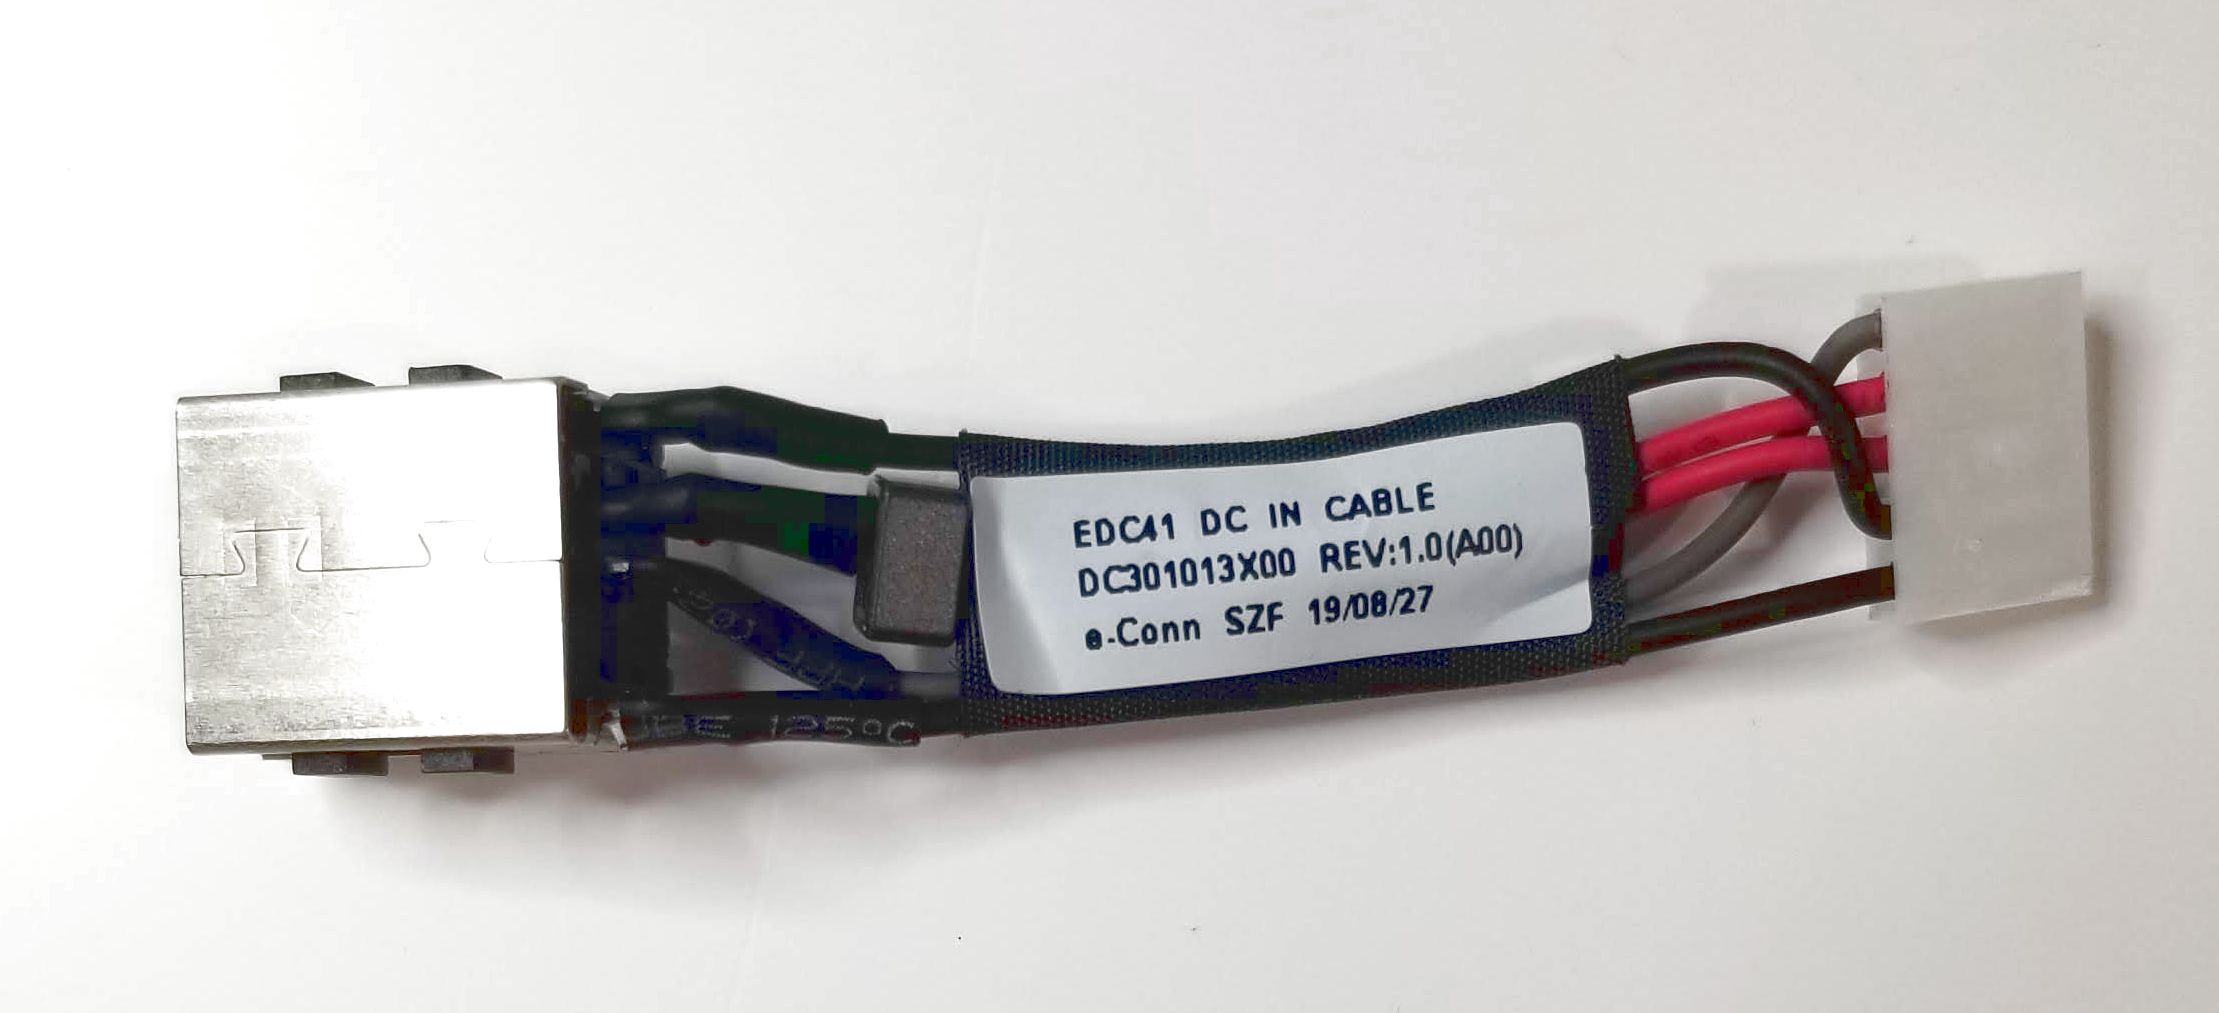 EDC41 DC IN CABLE
DC301013X00 REV:1.0(A00)
e-Conn SZF 19/08/27
125°C